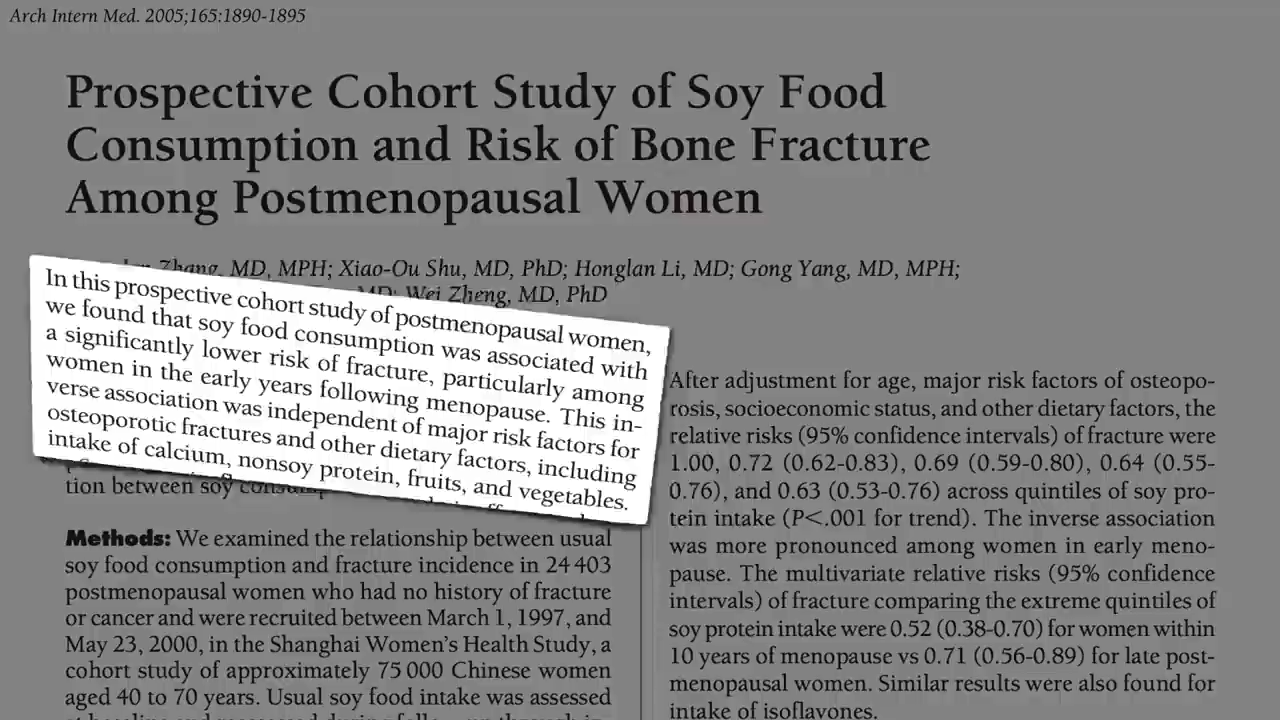 Arch Intern Med. 2005;165:1890-1895
Prospective Cohort Study of Soy Food
Consumption and Risk of Bone Fracture
Among Postmenopausal Women
Zhang, MD, MPH; Xiao-Ou Shu, MD, PhD; Honglan Li, MD; Gong Yang, MD, MPH;
MD; Wei Zheng, MD, PhD
In this prospective cohort study of postmenopausal women,
we found that soy food consumption was associated with
a significantly lower risk of fracture, particularly among
women in the early years following menopause. This in-
verse association was independent of major risk factors for
osteoporotic fractures and other dietary factors, including
intake of calcium, nonsoy protein, fruits, and vegetables.
tion between soy
Methods: We examined the relationship between usual
soy food consumption and fracture incidence in 24 403
postmenopausal women who had no history of fracture
or cancer and were recruited between March 1, 1997, and
May 23, 2000, in the Shanghai Women's Health Study, a
cohort study of approximately 75 000 Chinese women
aged 40 to 70 years. Usual soy food intake was assessed
After adjustment for age, major risk factors of osteopo-
rosis, socioeconomic status, and other dietary factors, the
relative risks (95% confidence intervals) of fracture were
1.00, 0.72 (0.62-0.83), 0.69 (0.59-0.80), 0.64 (0.55-
0.76), and 0.63 (0.53-0.76) across quintiles of soy pro-
tein intake (P<.001 for trend). The inverse association
was more pronounced among women in early meno-
pause. The multivariate relative risks (95% confidence
intervals) of fracture comparing the extreme quintiles of
soy protein intake were 0.52 (0.38-0.70) for women within
10 years of menopause vs 0.71 (0.56-0.89) for late post-
menopausal women. Similar results were also found for
intake of isoflavones.